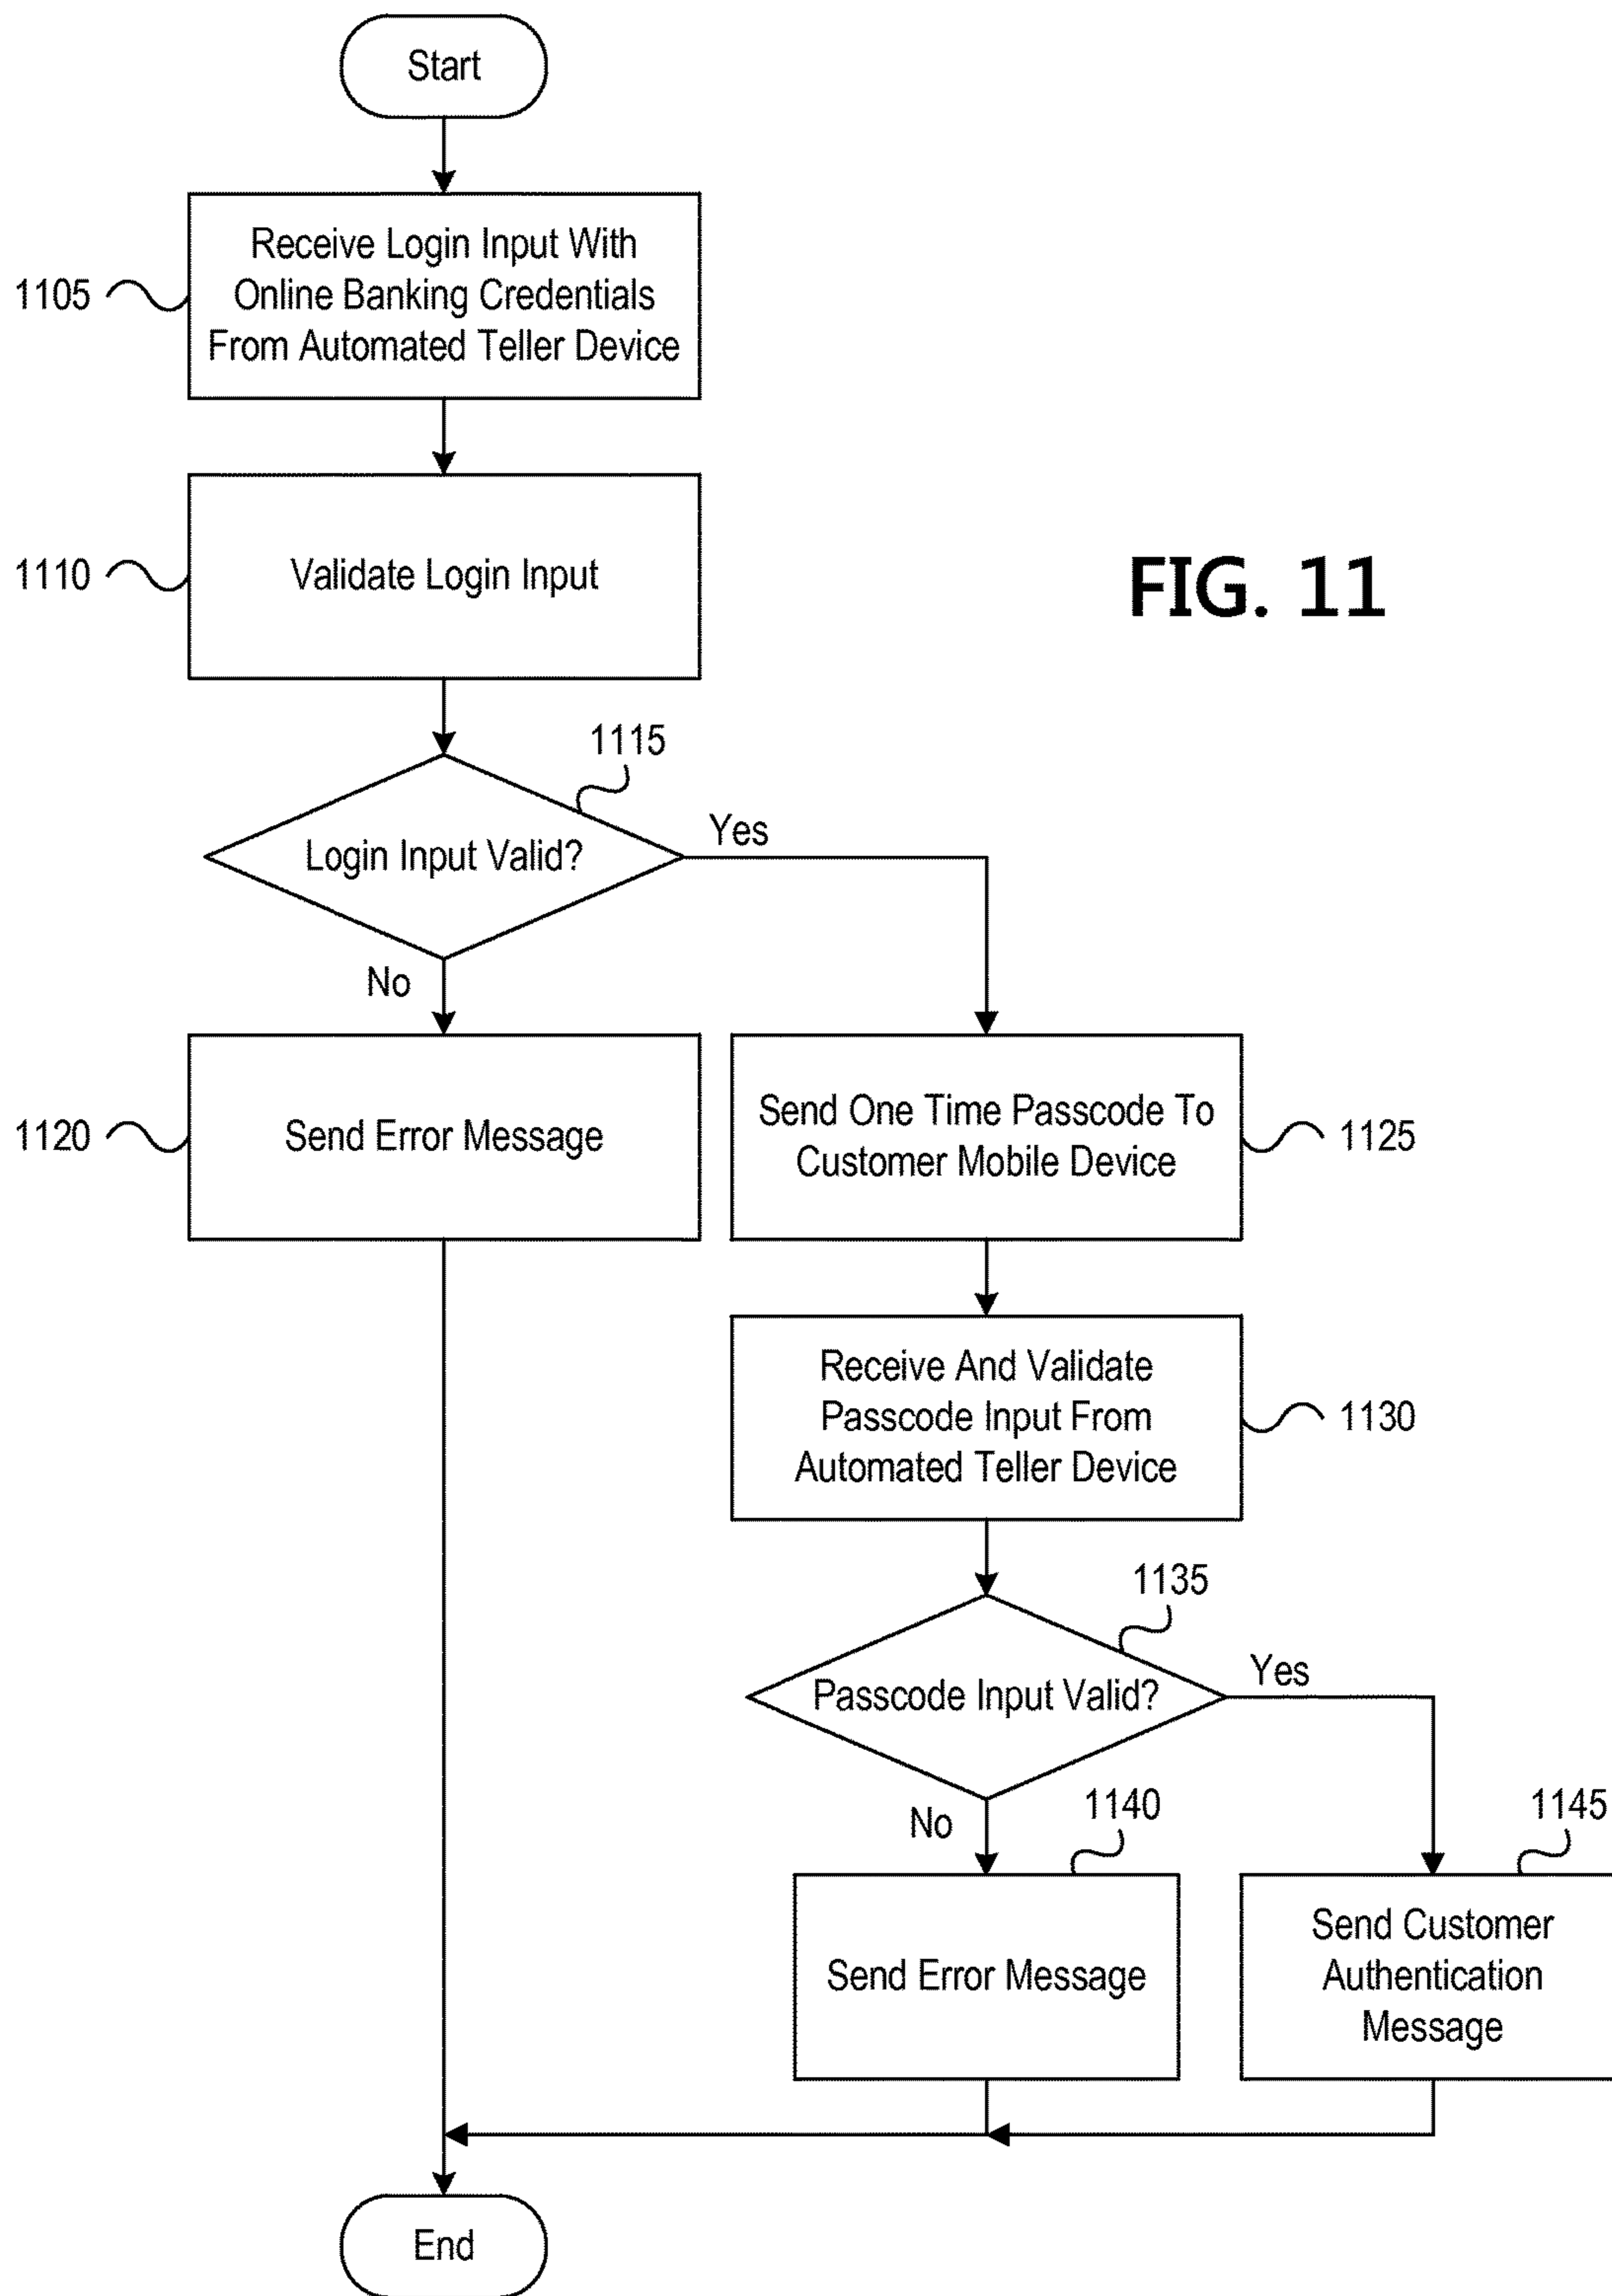 Start
Receive Login Input With
Online Banking Credentials
From Automated Teller Device
1105
Validate Login Input
1110
FIG. 11
1115
Login Input Valid?
Yes
No
Send Error Message
1120
Send One Time Passcode To
Customer Mobile Device
1125
Receive And Validate
Passcode Input From
Automated Teller Device
1130
1135
Passcode Input Valid?
Yes
No
1140
Send Error Message
1145
Send Customer
Authentication
Message
End